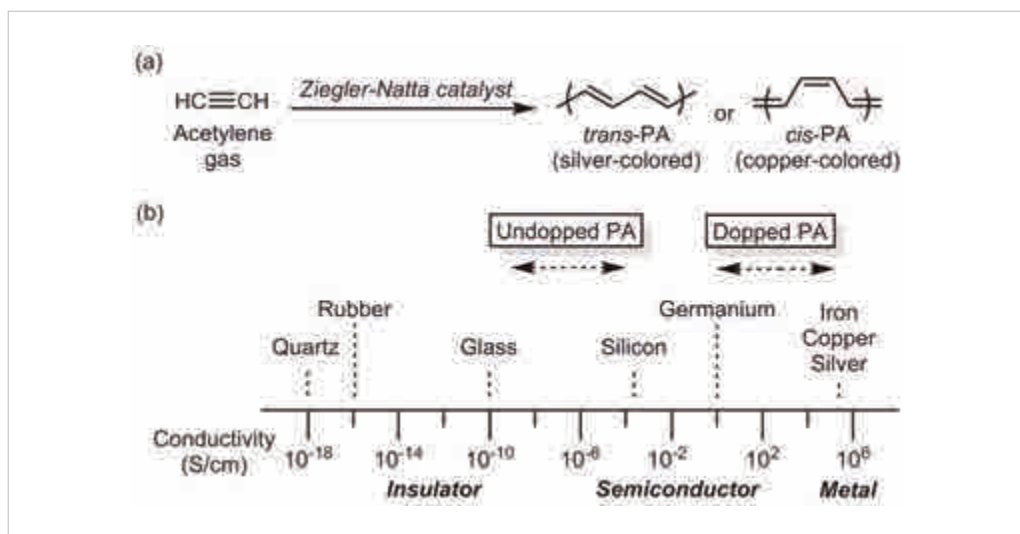 (a)
HC≡CH
Acetylene
gas
Ziegler-Natta catalyst
trans-PA
(silver-colored)
or
cis-PA
(copper-colored)
(b)
Undopped PA
Dopped PA
Rubber
Germanium
Iron
Copper
Silver
Quartz
Glass
Silicon
Conductivity
(S/cm)
10⁻¹⁸ 10⁻¹⁴ 10⁻¹⁰ 10⁻⁶ 10⁻² 10² 10⁶
Insulator Semiconductor Metal